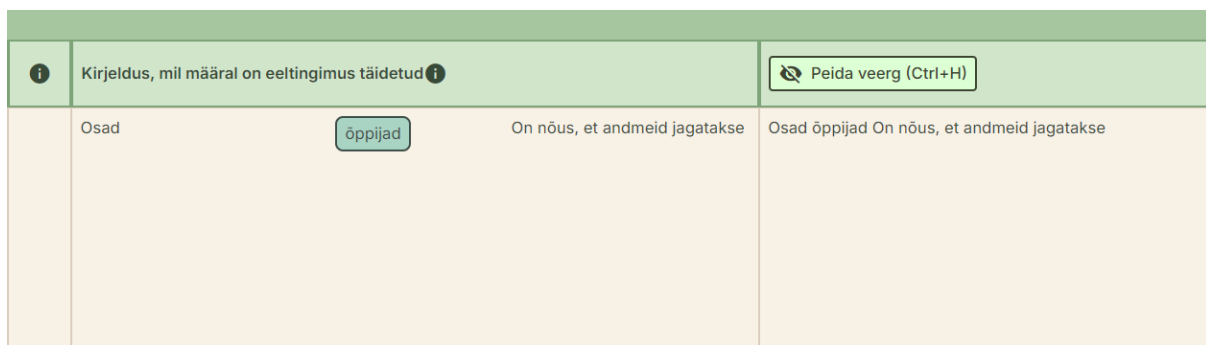 Kirjeldus, mil määral on eeltingimus täidetud
Peida veerg (Ctrl+H)
Osad õppijad On nõus, et andmeid jagatakse
Osad õppijad On nõus, et andmeid jagatakse